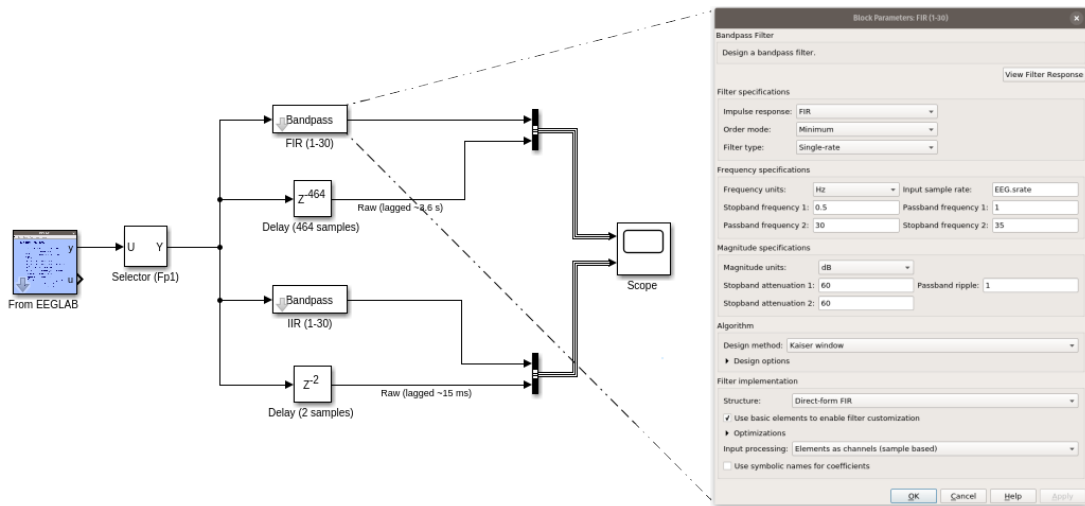 Bandpass
FIR (1-30)
Z-464
Raw (lagged ~3.6 s)
Delay (464 samples)
y
u
From EEGLAB
U Y
Selector (Fp1)
Scope
Bandpass
IIR (1-30)
Z-2
Raw (lagged ~15 ms)
Delay (2 samples)
Block Parameters: FIR (1-30)
Bandpass Filter
Design a bandpass filter.
View Filter Response
Filter specifications
Impulse response: FIR
Order mode: Minimum
Filter type: Single-rate
Frequency specifications
Frequency units: Hz Input sample rate: EEG.srate
Stopband frequency 1: 0.5 Passband frequency 1: 1
Passband frequency 2: 30 Stopband frequency 2: 35
Magnitude specifications
Magnitude units: dB
Stopband attenuation 1: 60 Passband ripple: 1
Stopband attenuation 2: 60
Algorithm
Design method: Kaiser window
Design options
Filter implementation
Structure: Direct-form FIR
Use basic elements to enable filter customization
Optimizations
Input processing: Elements as channels (sample based)
Use symbolic names for coefficients
OK Cancel Help Apply